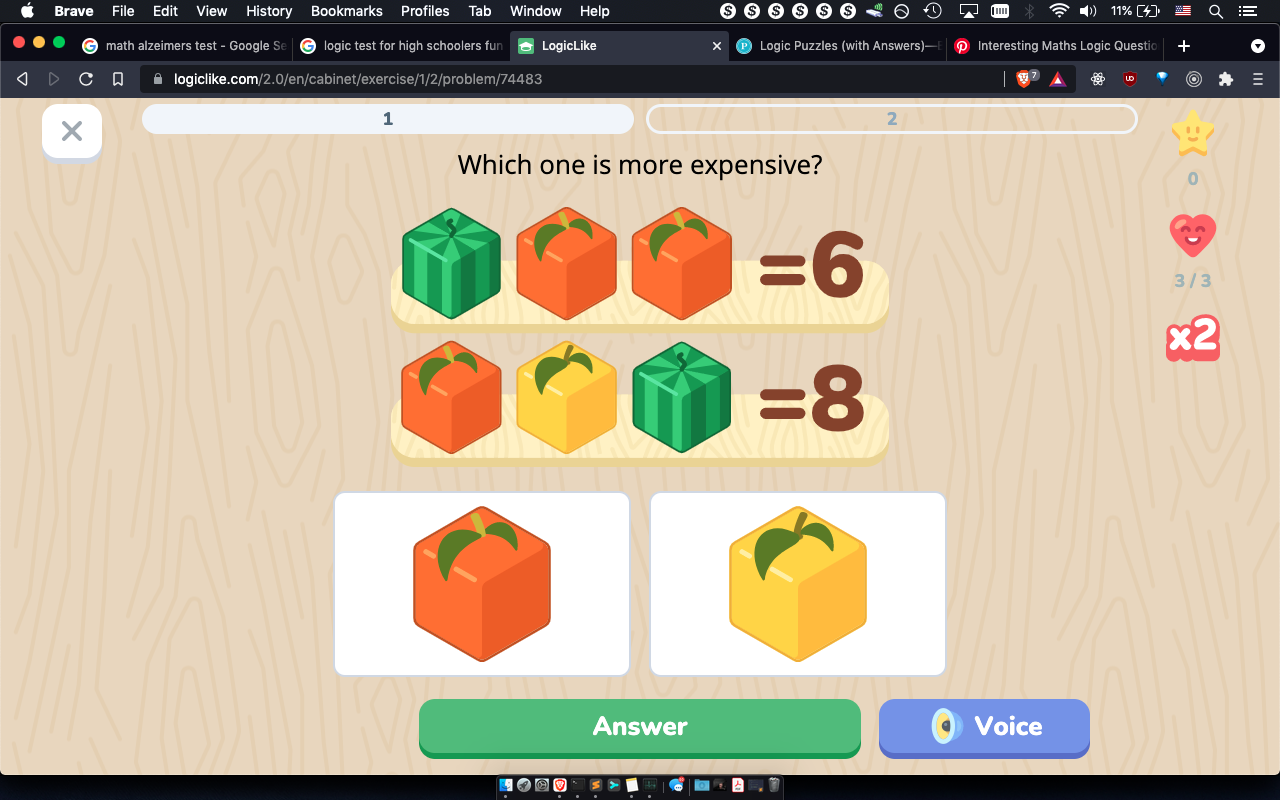 Brave File Edit View History Bookmarks Profiles Tab Window Help 11%
math alzeimers test - Google Se logic test for high schoolers fun LogicLike Logic Puzzles (with Answers)— Interesting Maths Logic Questio
logiclike.com/2.0/en/cabinet/exercise/1/2/problem/74483 7
1 2
Which one is more expensive?
0
=6
3 / 3
x2
=8
Answer Voice